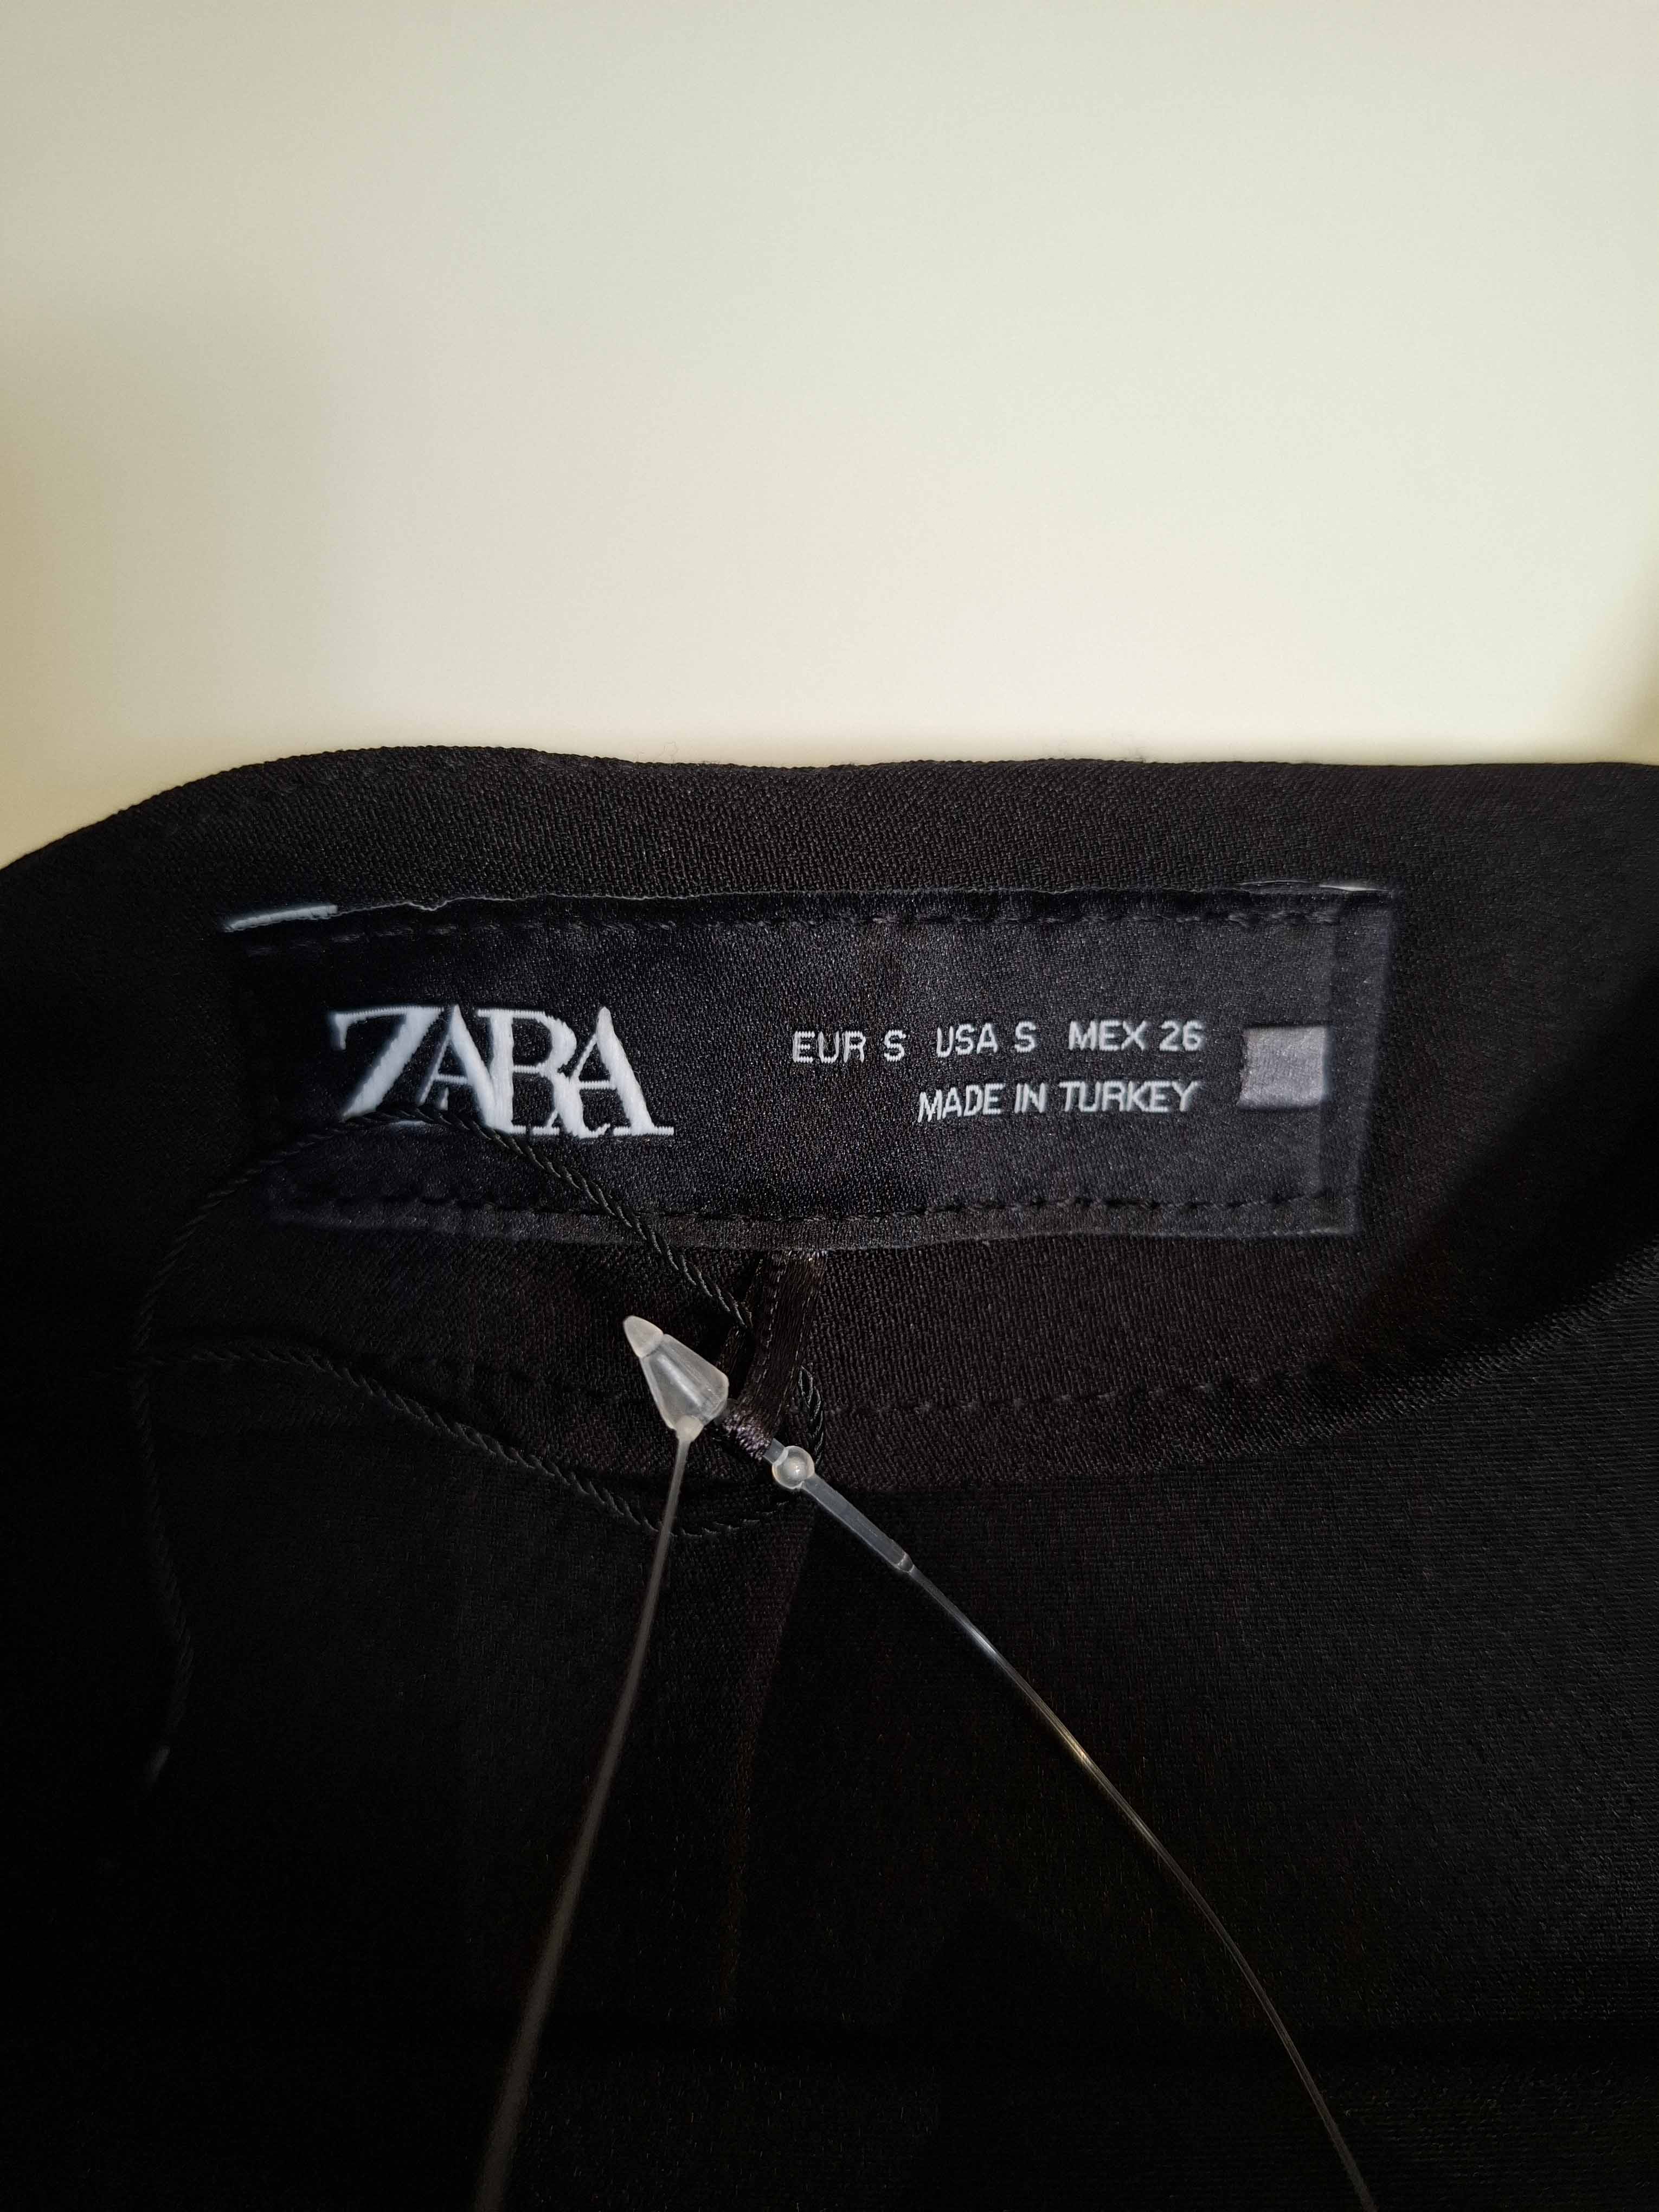 ZARA
EUR S USA S MEX 26
MADE IN TURKEY